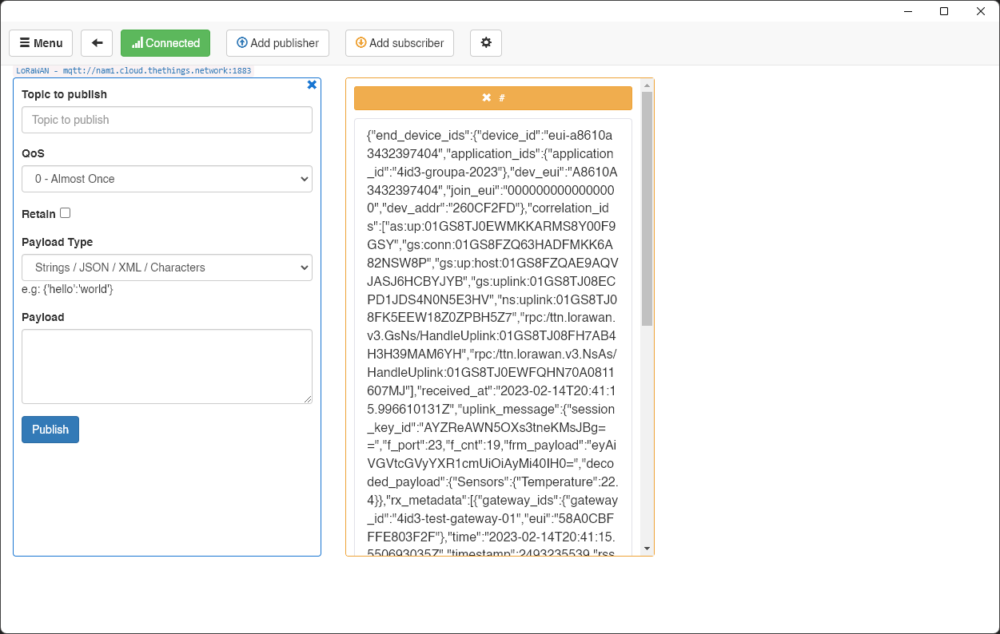 Menu
Connected
Add publisher
Add subscriber
LoRaWAN - mqtt://nam1.cloud.thethings.network:1883
Topic to publish
Topic to publish
QoS
0 - Almost Once
Retain
Payload Type
Strings / JSON / XML / Characters
e.g: {'hello':'world'}
Payload
Publish
#
{"end_device_ids":{"device_id":"eui-a8610a
3432397404","application_ids":{"application
_id":"4id3-groupa-2023"},"dev_eui":"A8610A
3432397404","join_eui":"000000000000000
0","dev_addr":"260CF2FD"},"correlation_id
s":["as:up:01GS8TJ0EWMKKARMS8Y00F9
GSY","gs:conn:01GS8FZQ63HADFMKK6A
82NSW8P","gs:up:host:01GS8FZQAE9AQV
JASJ6HCBYJYB","gs:uplink:01GS8TJ08EC
PD1JDS4N0N5E3HV","ns:uplink:01GS8TJ0
8FK5EEW18Z0ZPBH5Z7","rpc:/ttn.lorawan.
v3.GsNs/HandleUplink:01GS8TJ08FH7AB4
H3H39MAM6YH","rpc:/ttn.lorawan.v3.NsAs/
HandleUplink:01GS8TJ0EWFQHN70A0811
607MJ"],"received_at":"2023-02-14T20:41:1
5.996610131Z","uplink_message":{"session
_key_id":"AYZReAWN5OXs3tneKMsJBg=
=","f_port":23,"f_cnt":19,"frm_payload":"eyAi
VGVtcGVyYXR1cmUiOiAyMi40IH0=","deco
ded_payload":{"Sensors":{"Temperature":22.
4}},"rx_metadata":[{"gateway_ids":{"gateway
_id":"4id3-test-gateway-01","eui":"58A0CBF
FFE803F2F"},"time":"2023-02-14T20:41:15.
550693035Z","timestamp":2493235539,"rss